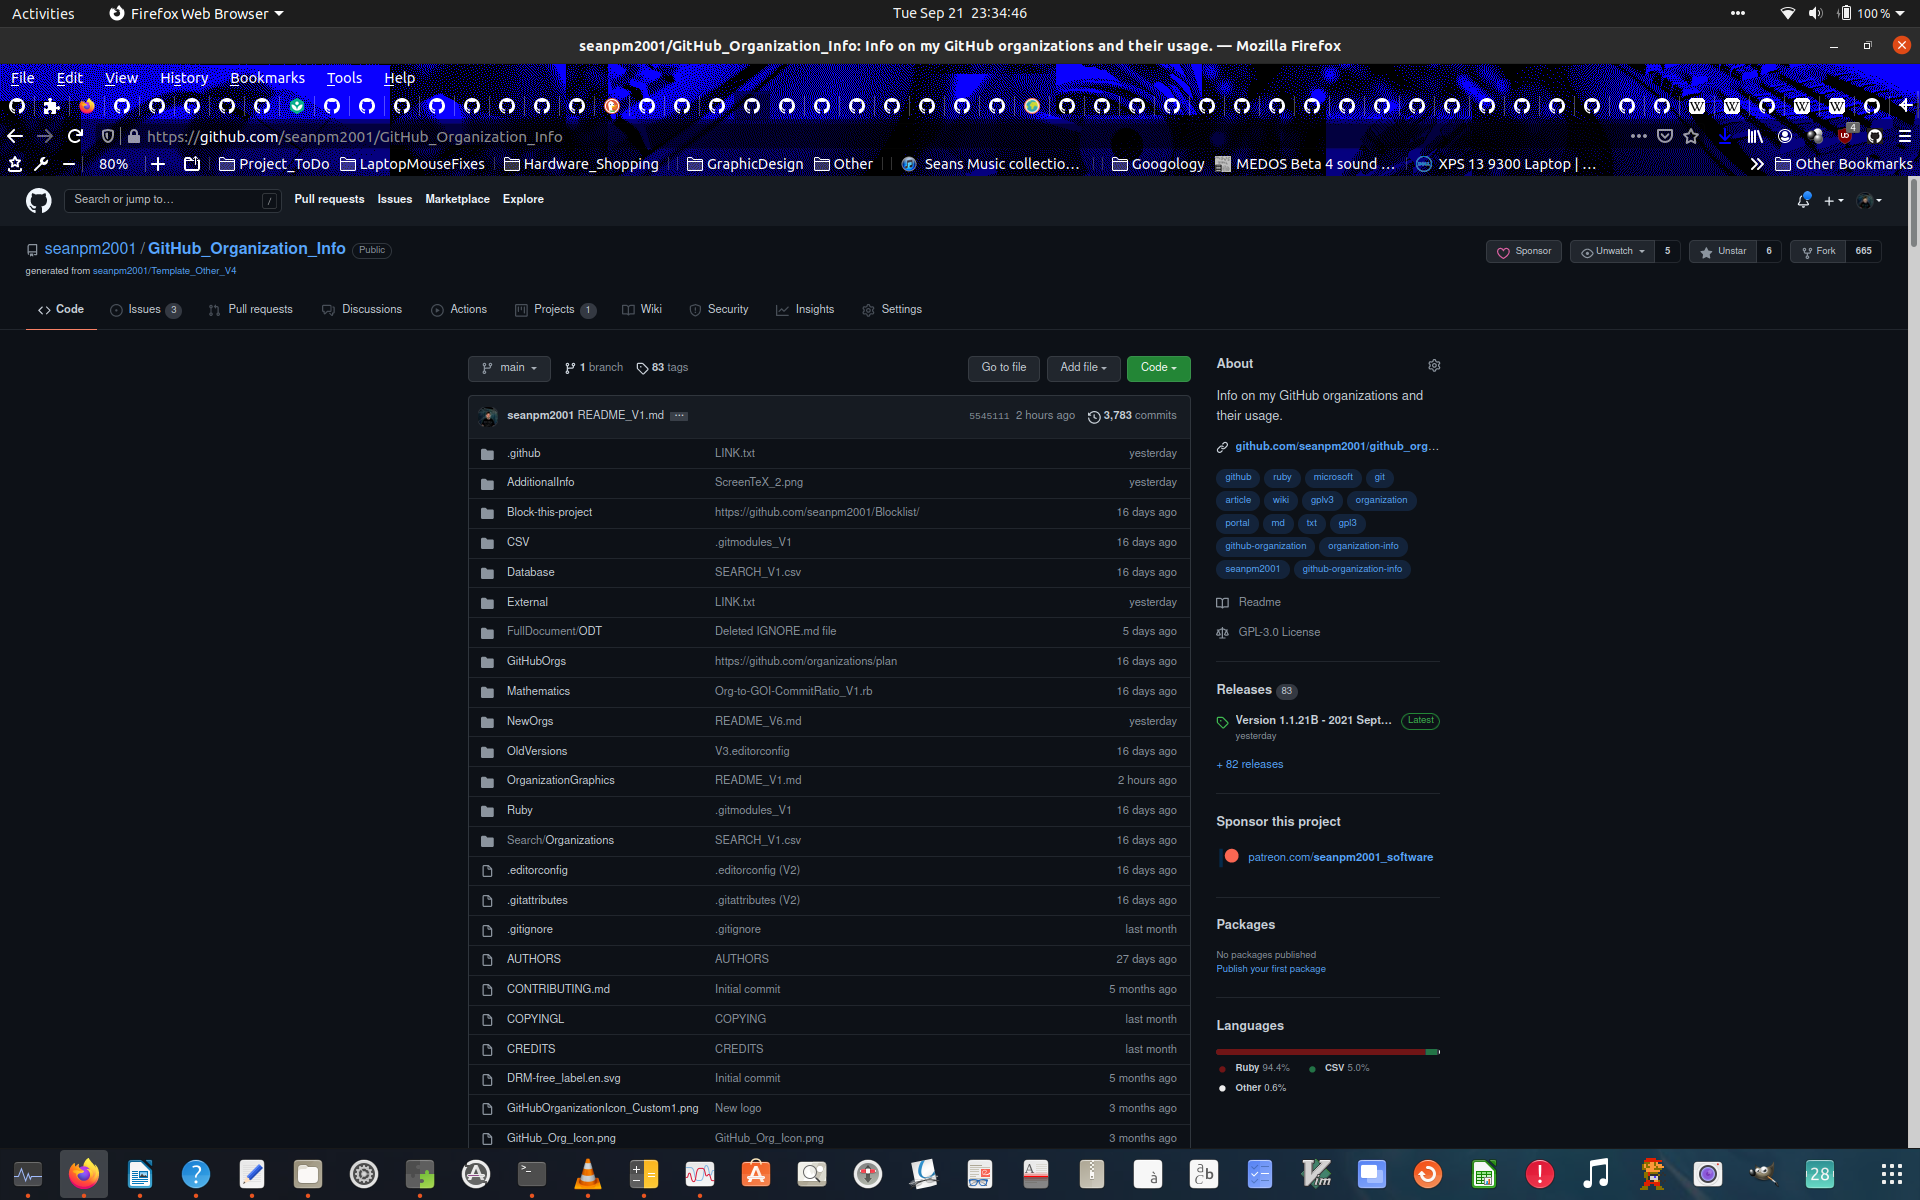 Activities
Firefox Web Browser
Tue Sep 21 23:34:46
100 %
seanpm2001/GitHub_Organization_Info: Info on my GitHub organizations and their usage. — Mozilla Firefox
File Edit View History Bookmarks Tools Help
https://github.com/seanpm2001/GitHub_Organization_Info
4
80%
Project_ToDo
LaptopMouseFixes
Hardware_Shopping
GraphicDesign
Other
Seans Music collectio…
Googology
MEDOS Beta 4 sound …
XPS 13 9300 Laptop | …
Other Bookmarks
Search or jump to… /
Pull requests
Issues
Marketplace
Explore
seanpm2001 / GitHub_Organization_Info Public
generated from seanpm2001/Template_Other_V4
Sponsor
Unwatch 5
Unstar 6
Fork 665
Code
Issues 3
Pull requests
Discussions
Actions
Projects 1
Wiki
Security
Insights
Settings
main
1 branch
83 tags
Go to file
Add file
Code
seanpm2001 README_V1.md ... 5545111 2 hours ago 3,783 commits
.github LINK.txt yesterday
AdditionalInfo ScreenTeX_2.png yesterday
Block-this-project https://github.com/seanpm2001/Blocklist/ 16 days ago
CSV .gitmodules_V1 16 days ago
Database SEARCH_V1.csv 16 days ago
External LINK.txt yesterday
FullDocument/ODT Deleted IGNORE.md file 5 days ago
GitHubOrgs https://github.com/organizations/plan 16 days ago
Mathematics Org-to-GOI-CommitRatio_V1.rb 16 days ago
NewOrgs README_V6.md yesterday
OldVersions V3.editorconfig 16 days ago
OrganizationGraphics README_V1.md 2 hours ago
Ruby .gitmodules_V1 16 days ago
Search/Organizations SEARCH_V1.csv 16 days ago
.editorconfig .editorconfig (V2) 16 days ago
.gitattributes .gitattributes (V2) 16 days ago
.gitignore .gitignore last month
AUTHORS AUTHORS 27 days ago
CONTRIBUTING.md Initial commit 5 months ago
COPYINGL COPYING last month
CREDITS CREDITS last month
DRM-free_label.en.svg Initial commit 5 months ago
GitHubOrganizationIcon_Custom1.png New logo 3 months ago
GitHub_Org_Icon.png GitHub_Org_Icon.png 3 months ago
About
Info on my GitHub organizations and
their usage.
github.com/seanpm2001/github_org…
github ruby microsoft git
article wiki gplv3 organization
portal md txt gpl3
github-organization organization-info
seanpm2001 github-organization-info
Readme
GPL-3.0 License
Releases 83
Version 1.1.21B - 2021 Sept… Latest
yesterday
+ 82 releases
Sponsor this project
patreon.com/seanpm2001_software
Packages
No packages published
Publish your first package
Languages
Ruby 94.4% CSV 5.0%
Other 0.6%
28